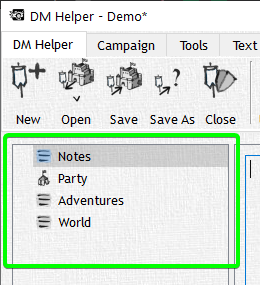 DM Helper - Demo*
DM Helper Campaign Tools Text
New Open Save Save As Close
Notes
Party
Adventures
World